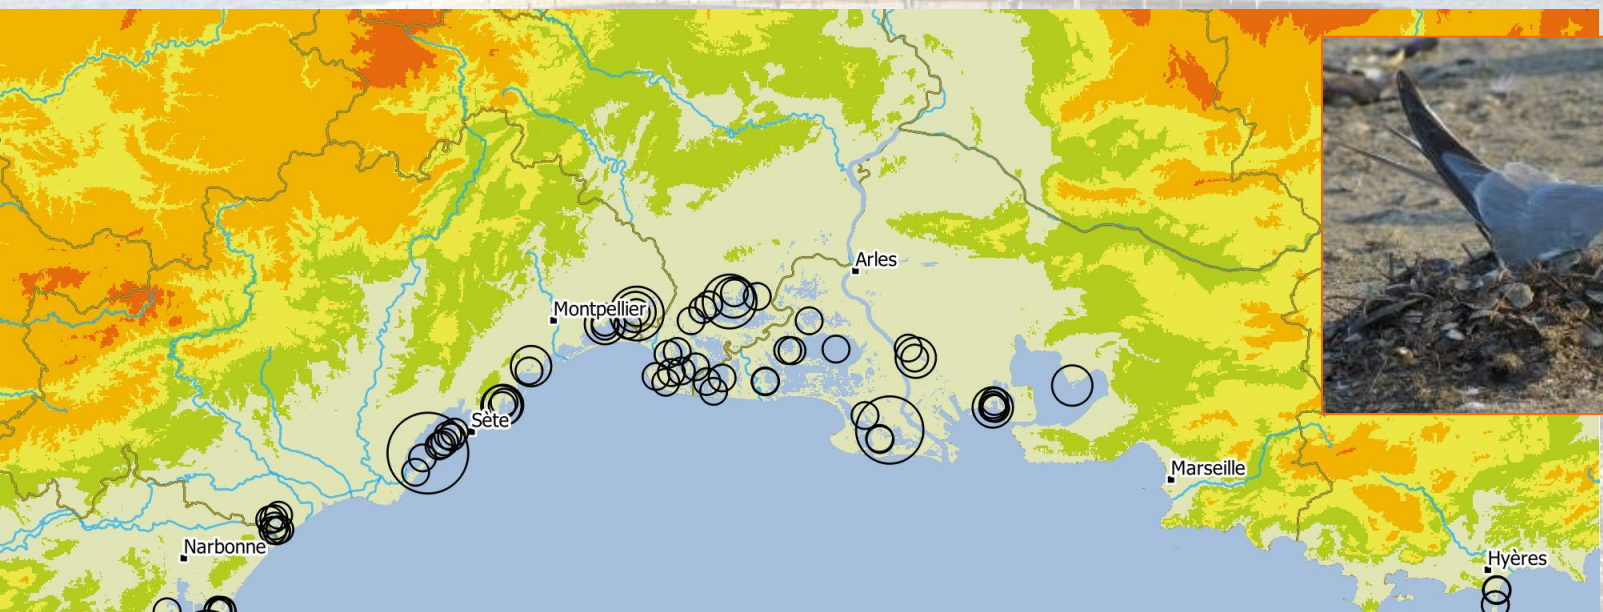 Arles
Montpellier
Sète
Marseille
Narbonne
Hyères